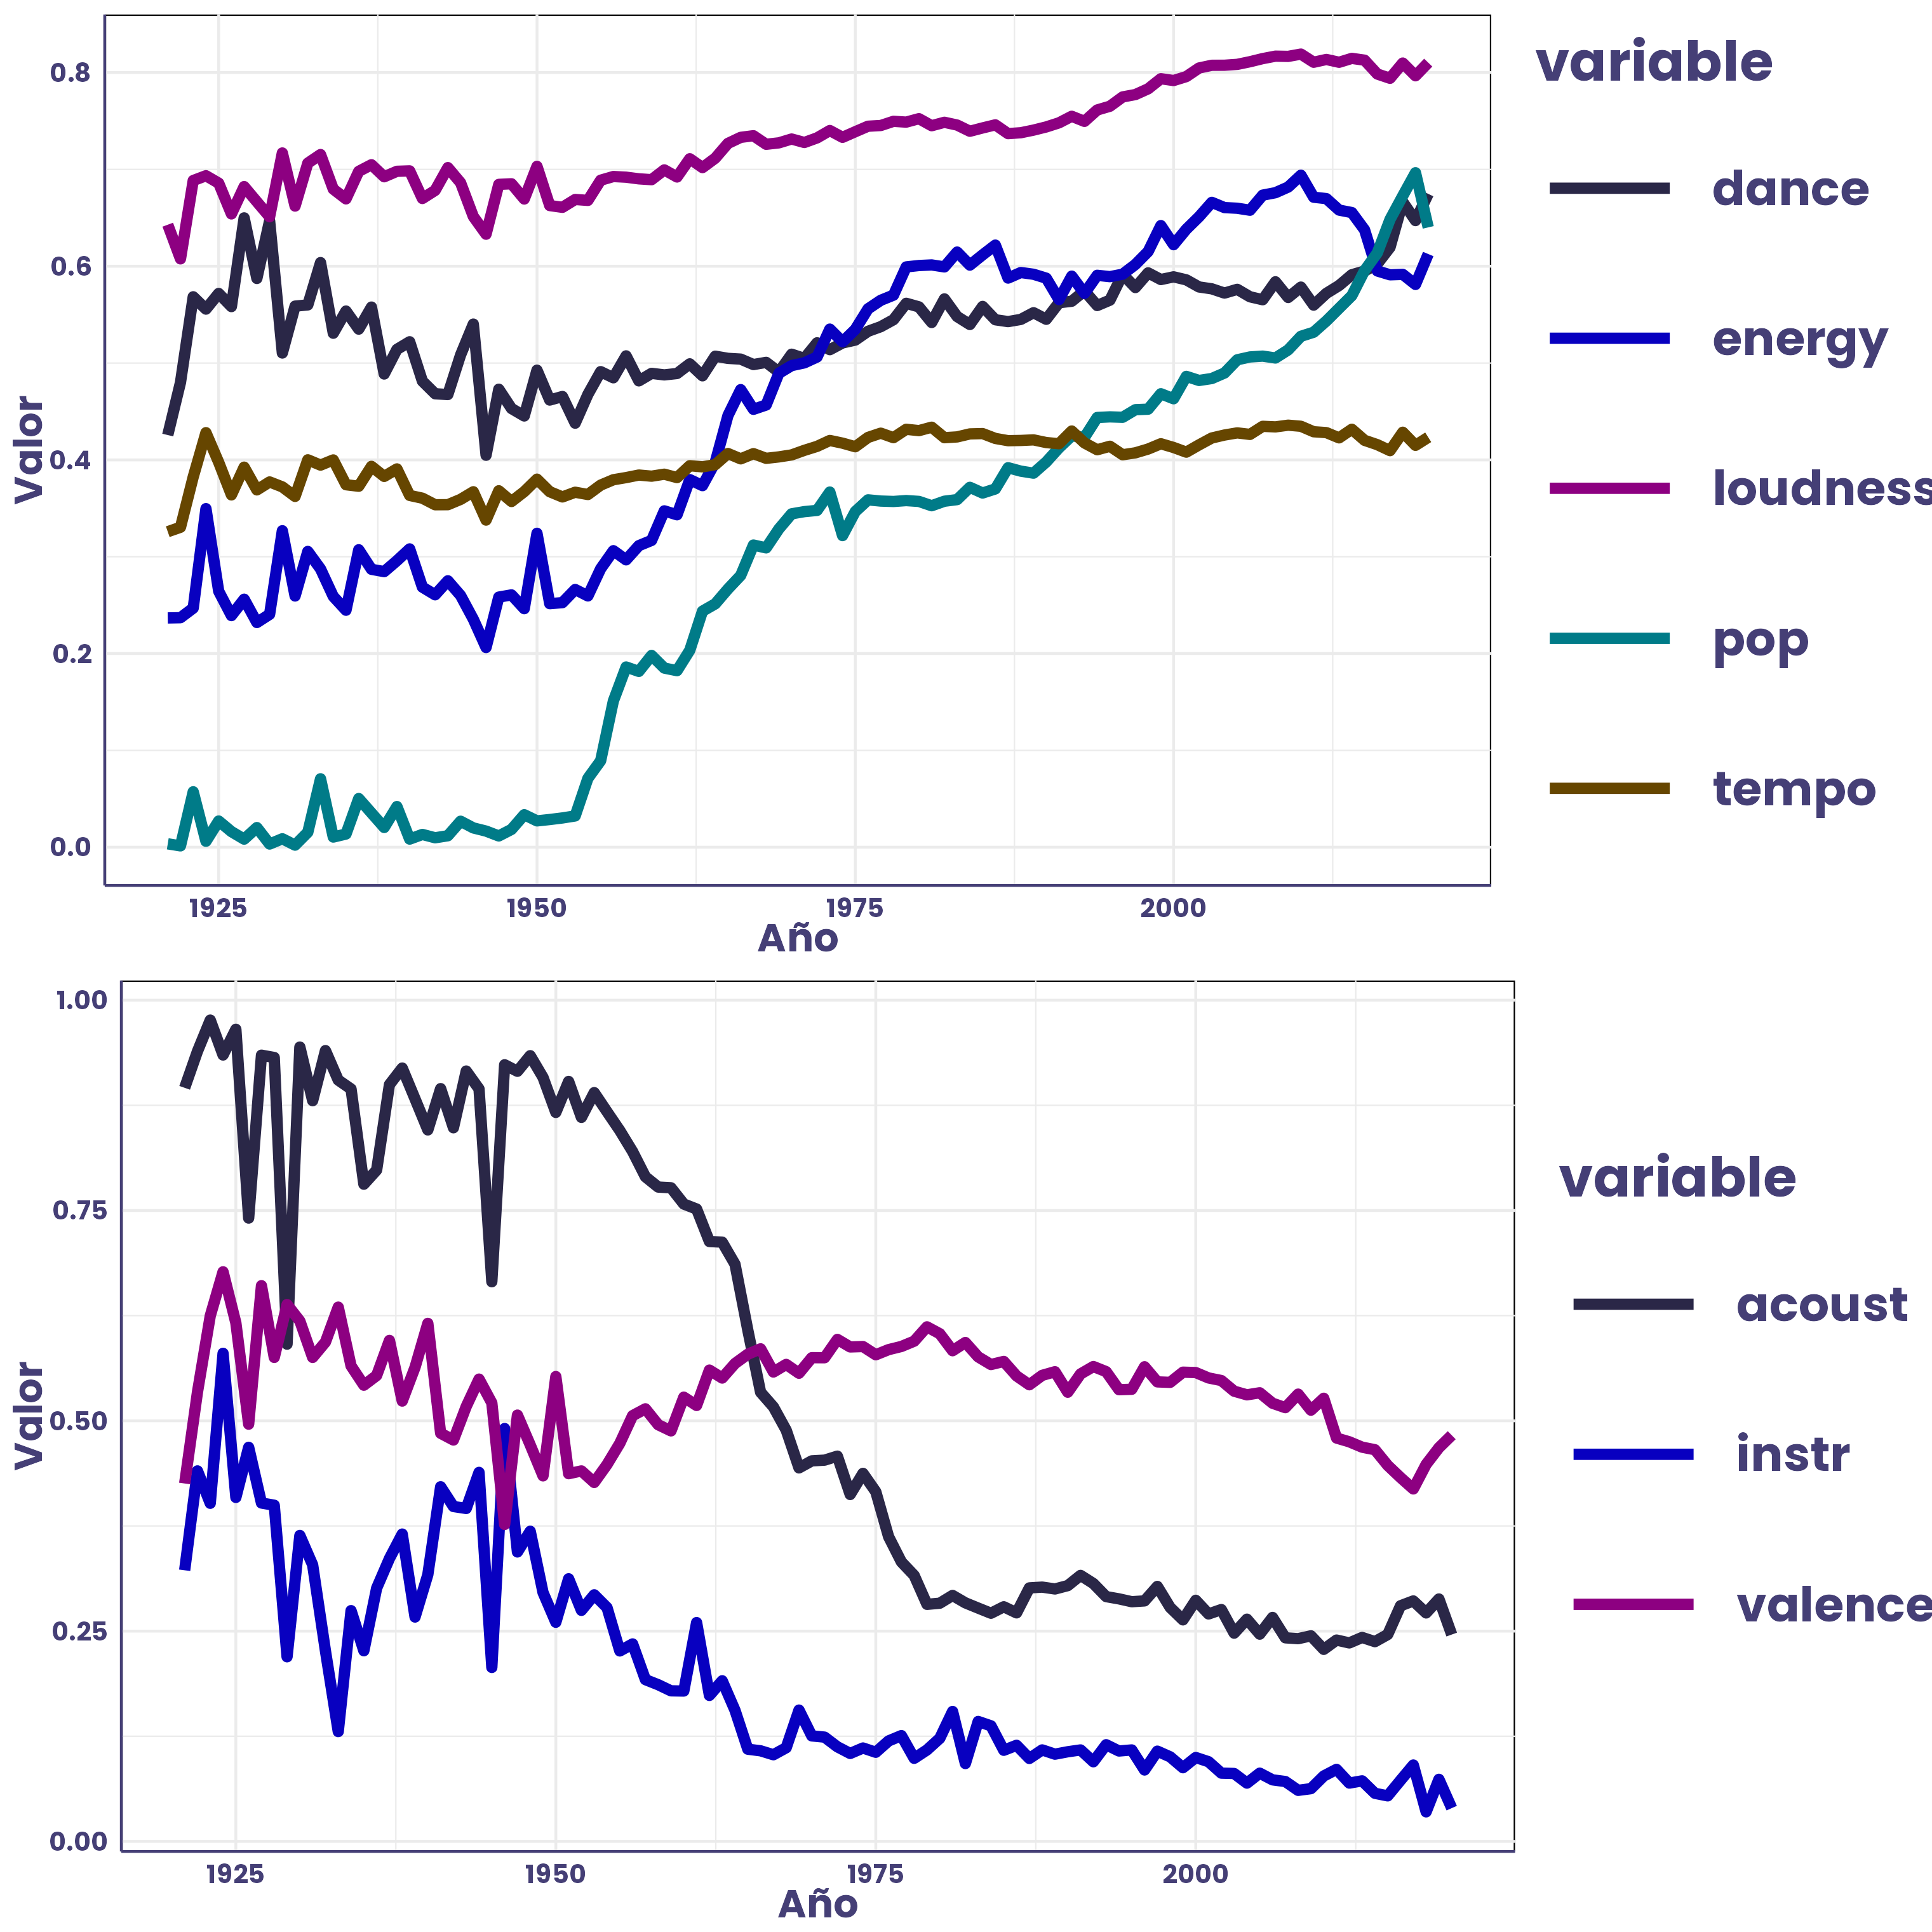 variable
dance
energy
loudness
pop
tempo
Valor
0.8
0.6
0.4
0.2
0.0
1925 1950 1975 2000
Año
variable
acoust
instr
valence
Valor
1.00
0.75
0.50
0.25
0.00
1925 1950 1975 2000
Año